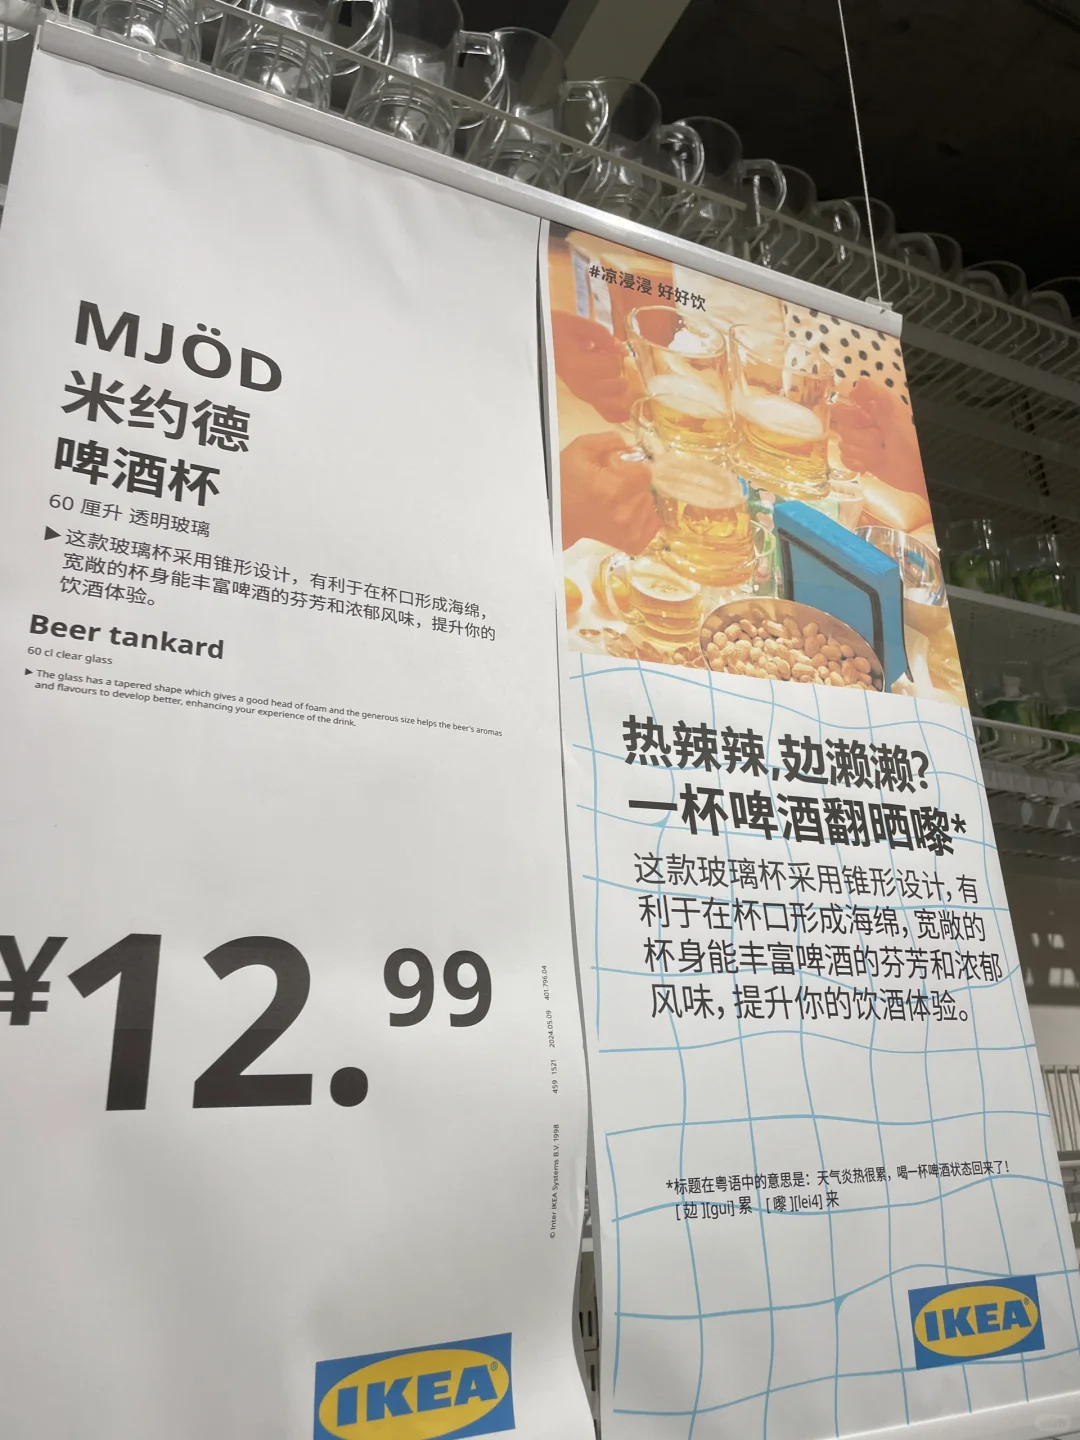 MJÖD
米约德
啤酒杯
60 厘升 透明玻璃
▶ 这款玻璃杯采用锥形设计，有利于在杯口形成海绵，
宽敞的杯身能丰富啤酒的芬芳和浓郁风味，提升你的
饮酒体验。
Beer tankard
60 cl clear glass
▶ The glass has a tapered shape which gives a good head of foam and the generous size helps the beer's aromas
and flavours to develop better, enhancing your experience of the drink.
¥12.99
© Inter IKEA Systems B.V. 1998 459 1521 2024.05.09 401.796.04
IKEA®
#凉浸浸 好好饮
热辣辣,攰濑濑?
一杯啤酒翻晒嚟*
这款玻璃杯采用锥形设计,有
利于在杯口形成海绵,宽敞的
杯身能丰富啤酒的芬芳和浓郁
风味,提升你的饮酒体验。
*标题在粤语中的意思是：天气炎热很累，喝一杯啤酒状态回来了！
[ 攰 ][gui] 累 [ 嚟 ][lei4] 来
IKEA®